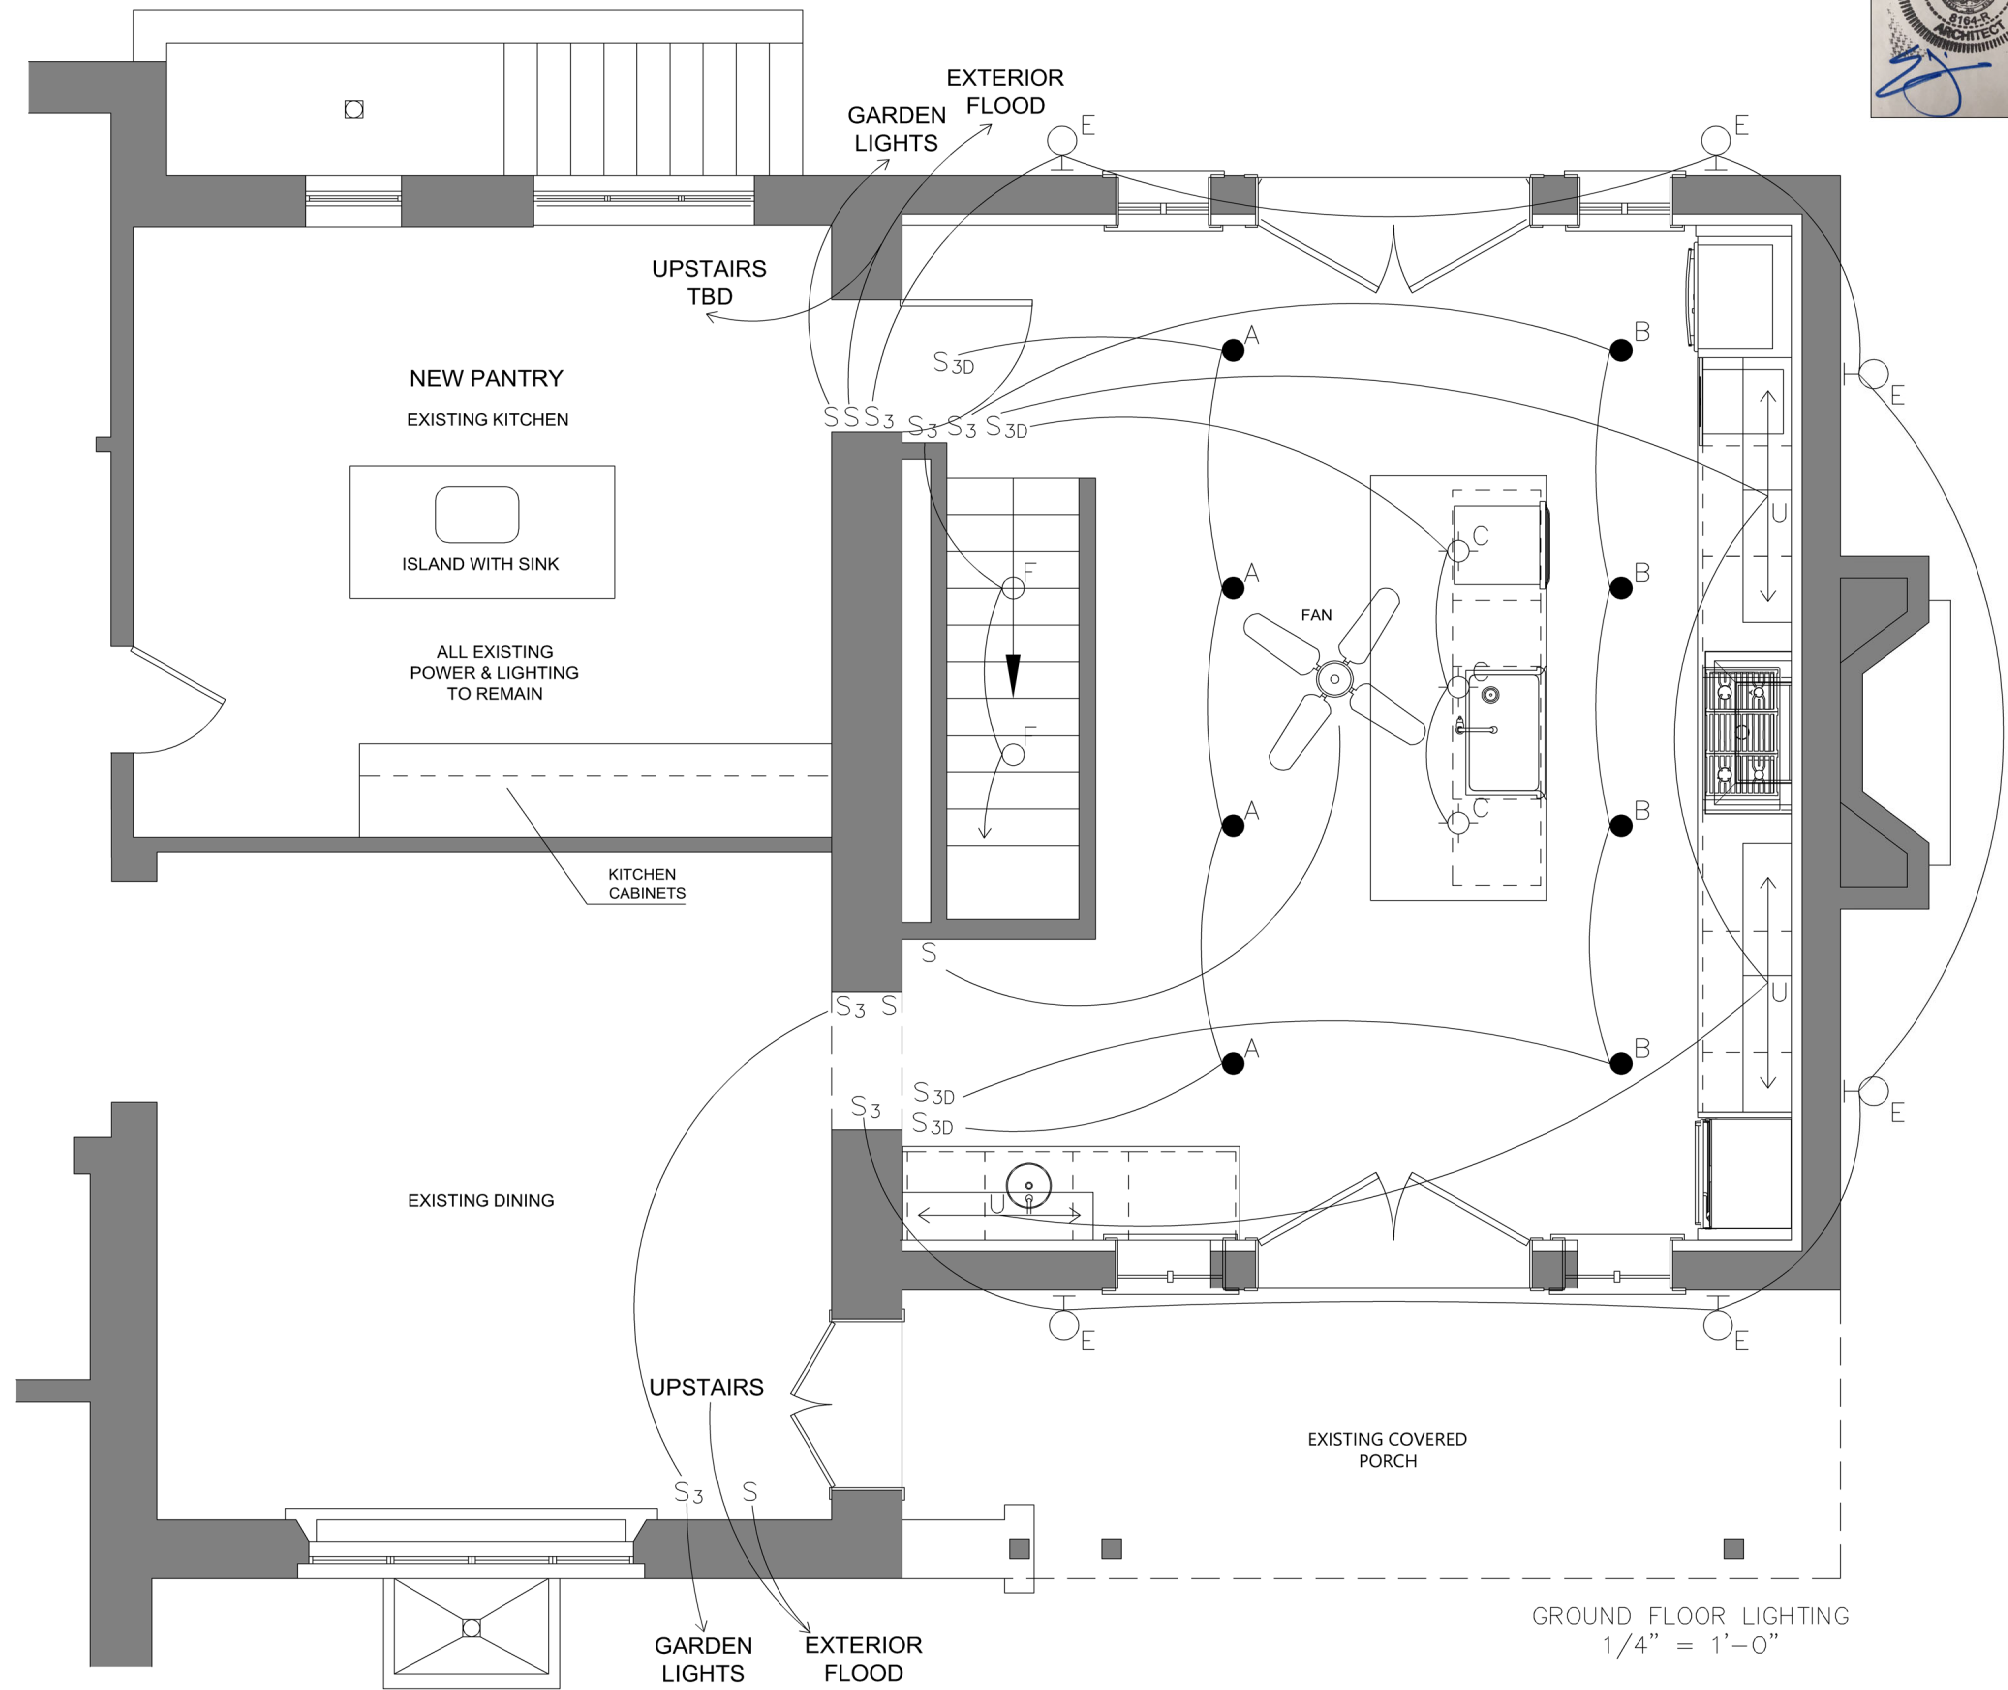 8164-R
ARCHITECT
EXTERIOR
FLOOD
GARDEN
LIGHTS
E
E
UPSTAIRS
TBD
A
B
S3D
NEW PANTRY
EXISTING KITCHEN
E
S S S3
S3 S3 S3D
U
C
ISLAND WITH SINK
F
A
B
FAN
ALL EXISTING
POWER & LIGHTING
TO REMAIN
C
F
A
B
C
KITCHEN
CABINETS
S
S3 S
U
A
B
S3D
S3
S3D
E
EXISTING DINING
U
E
E
UPSTAIRS
EXISTING COVERED
PORCH
S3 S
GROUND FLOOR LIGHTING
1/4" = 1'-0"
GARDEN
LIGHTS
EXTERIOR
FLOOD